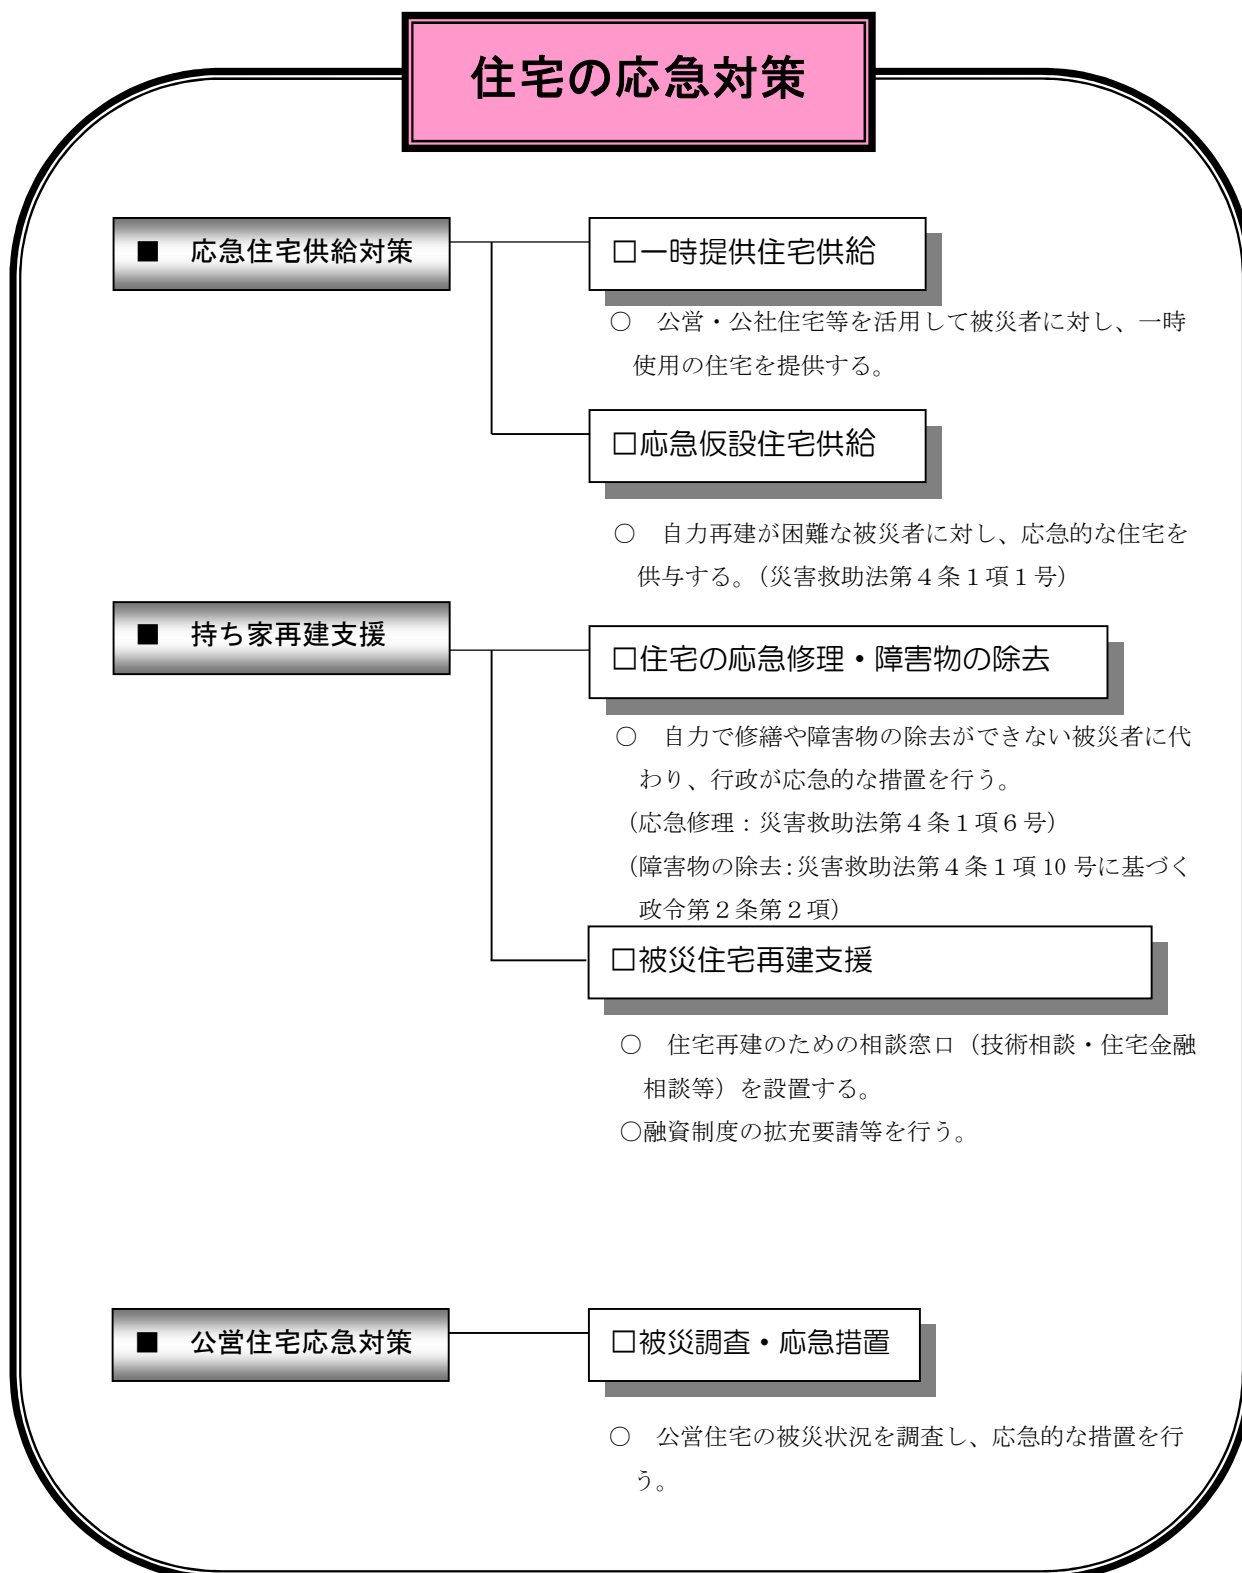 住宅の応急対策
■ 応急住宅供給対策
□一時提供住宅供給
○ 公営・公社住宅等を活用して被災者に対し、一時
使用の住宅を提供する。
□応急仮設住宅供給
○ 自力再建が困難な被災者に対し、応急的な住宅を
供与する。（災害救助法第４条１項１号）
■ 持ち家再建支援
□住宅の応急修理・障害物の除去
○ 自力で修繕や障害物の除去ができない被災者に代
わり、行政が応急的な措置を行う。
（応急修理：災害救助法第４条１項６号）
（障害物の除去：災害救助法第４条１項 10 号に基づく
政令第２条第２項）
□被災住宅再建支援
○ 住宅再建のための相談窓口（技術相談・住宅金融
相談等）を設置する。
○融資制度の拡充要請等を行う。
■ 公営住宅応急対策
□被災調査・応急措置
○ 公営住宅の被災状況を調査し、応急的な措置を行
う。